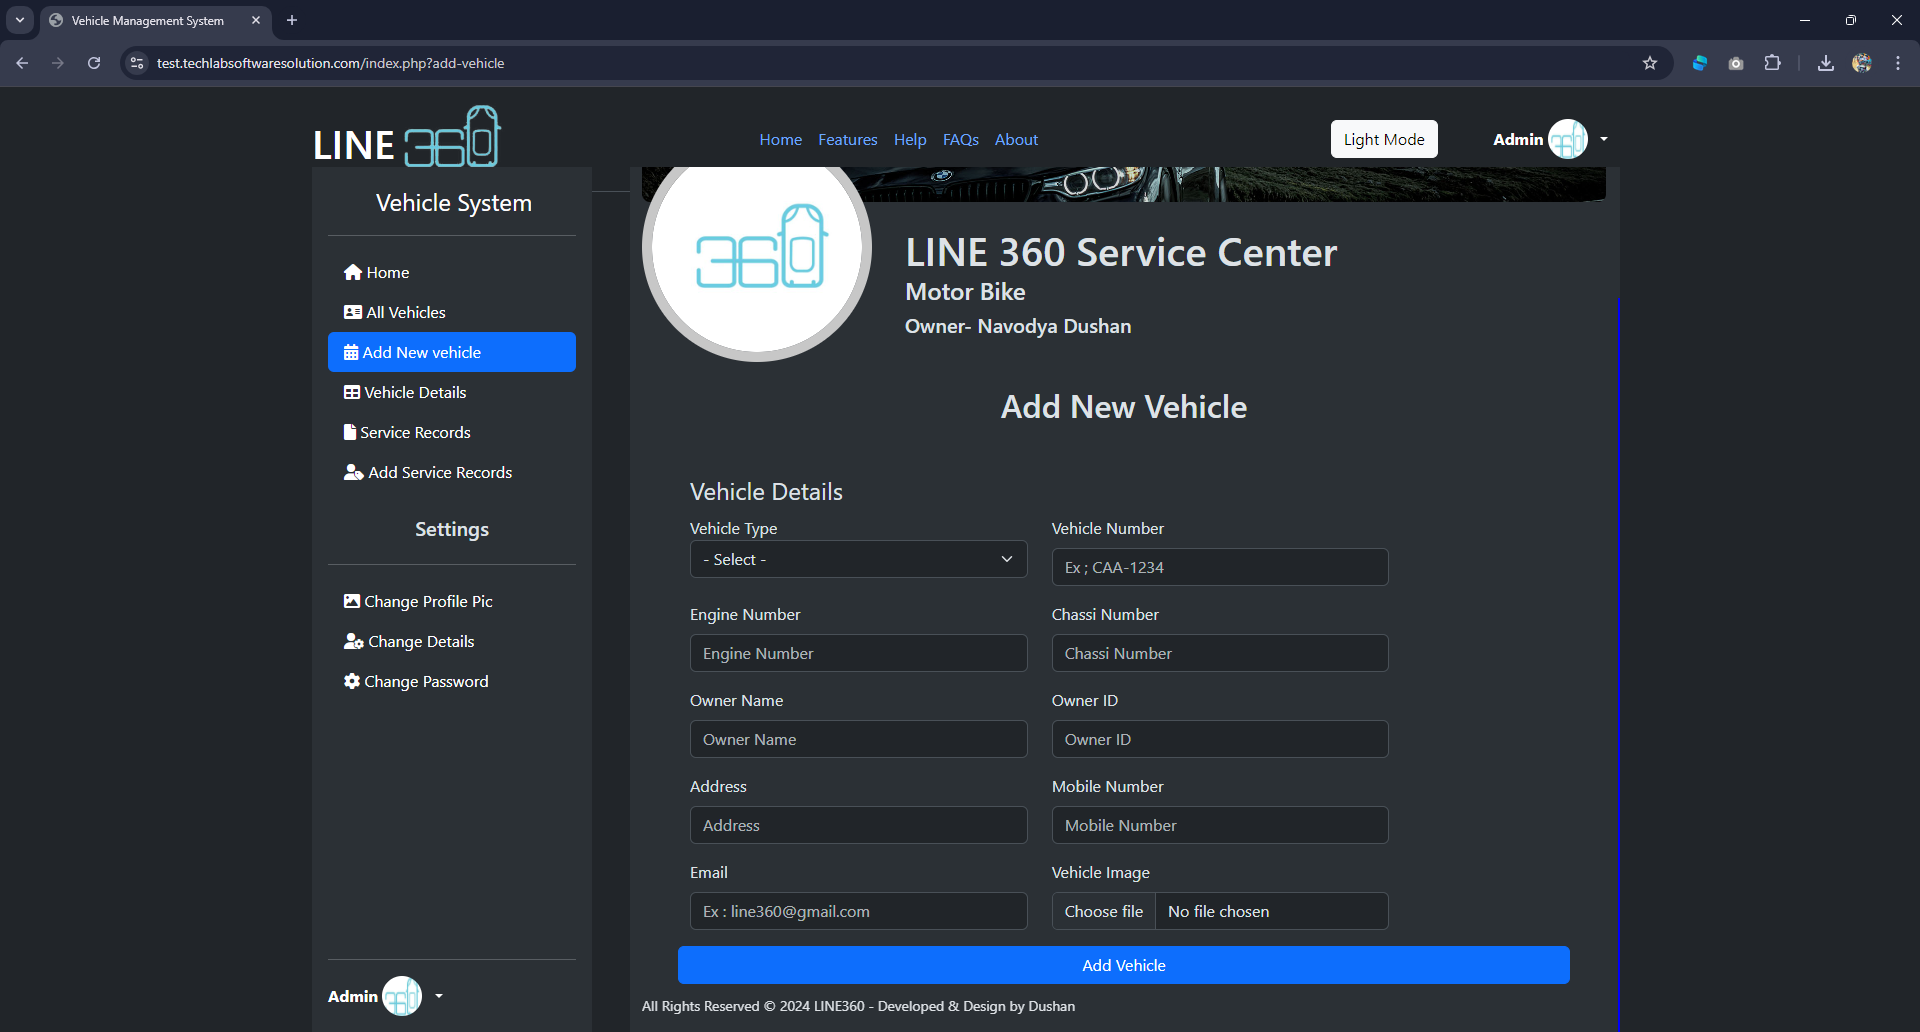 Vehicle Management System
test.techlabsoftwaresolution.com/index.php?add-vehicle
LINE 360
Home Features Help FAQs About
Light Mode
Admin
Vehicle System
Home
All Vehicles
Add New vehicle
Vehicle Details
Service Records
Add Service Records
Settings
Change Profile Pic
Change Details
Change Password
Admin
360
LINE 360 Service Center
Motor Bike
Owner- Navodya Dushan
Add New Vehicle
Vehicle Details
Vehicle Type
- Select -
Vehicle Number
Ex ; CAA-1234
Engine Number
Engine Number
Chassi Number
Chassi Number
Owner Name
Owner Name
Owner ID
Owner ID
Address
Address
Mobile Number
Mobile Number
Email
Ex : line360@gmail.com
Vehicle Image
Choose file No file chosen
Add Vehicle
All Rights Reserved © 2024 LINE360 - Developed & Design by Dushan